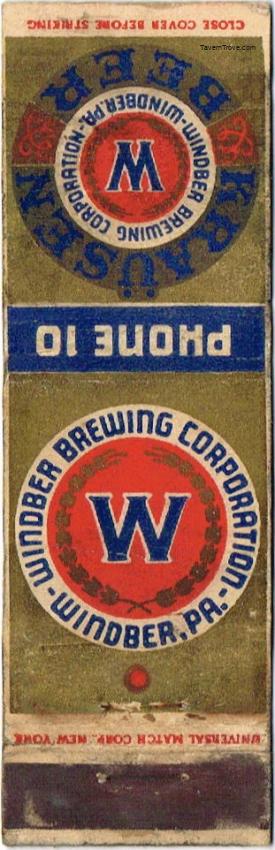 CLOSE COVER BEFORE STRIKING
TavernTrove.com
KRAÜSEN BEER
WINDBER BREWING CORPORATION-WINDBER, PA.-
W
PHONE 10
WINDBER BREWING CORPORATION
W
-WINDBER, PA.-
UNIVERSAL MATCH CORP. NEW YORK